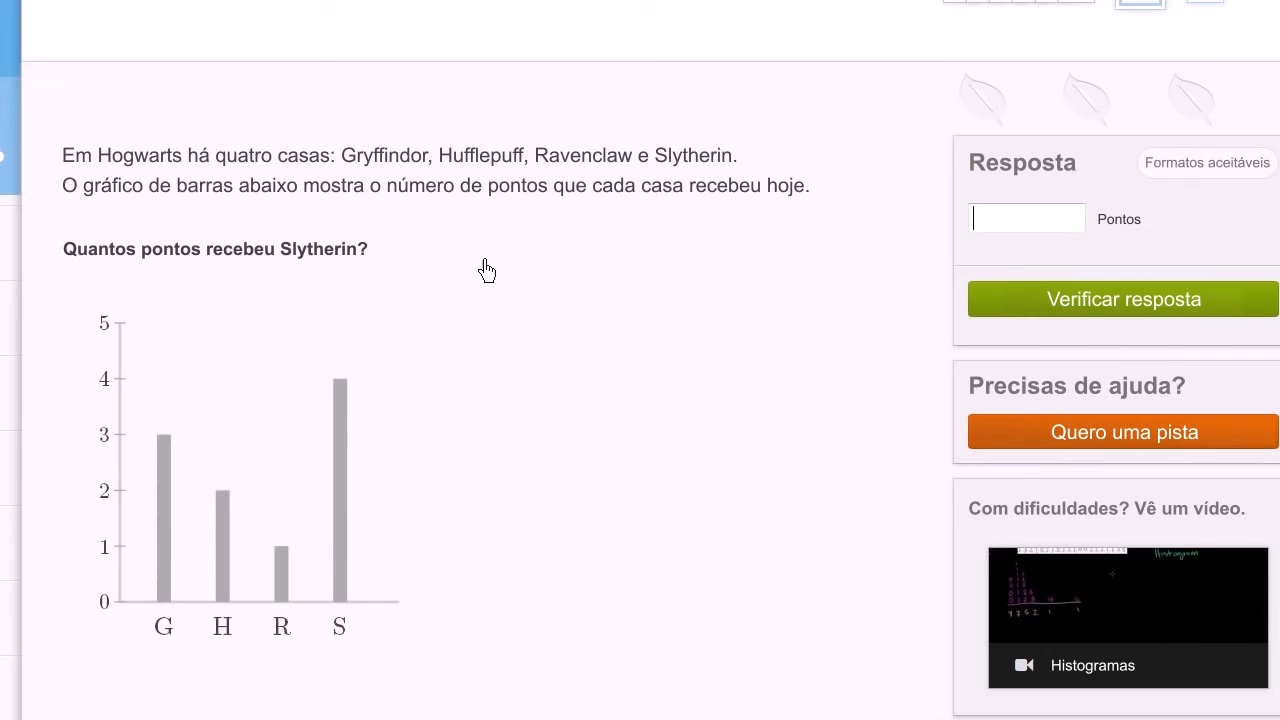 Em Hogwarts há quatro casas: Gryffindor, Hufflepuff, Ravenclaw e Slytherin.
O gráfico de barras abaixo mostra o número de pontos que cada casa recebeu hoje.
Quantos pontos recebeu Slytherin?
5
4
3
2
1
0
G H R S
Resposta
Formatos aceitáveis
Pontos
Verificar resposta
Precisas de ajuda?
Quero uma pista
Com dificuldades? Vê um vídeo.
Histogram
Histogramas